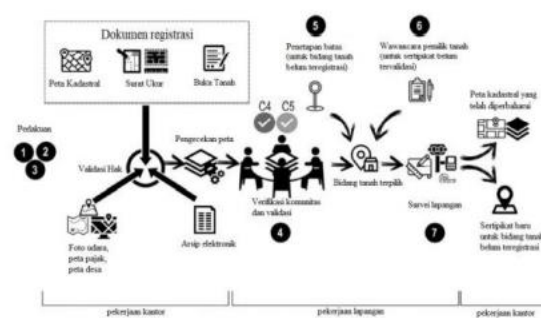 Dokumen registrasi
Peta Kadastral
Surat Ukur
Buku Tanah
Perlakuan
1 2
3
Validasi Hak
Pengecekan peta
Foto udara,
peta pajak,
peta desa
Arsip elektronik
C4 C5
Verifikasi komunitas
dan validasi
4
5
Penetapan batas
(untuk bidang tanah
belum teregistrasi)
6
Wawancara pemilik tanah
(untuk sertipikat belum
tervalidasi)
Bidang tanah terpilih
Survei lapangan
7
Peta kadastral yang
telah diperbaharui
Sertipikat baru
untuk bidang tanah
belum teregistrasi
pekerjaan kantor
pekerjaan lapangan
pekerjaan kantor